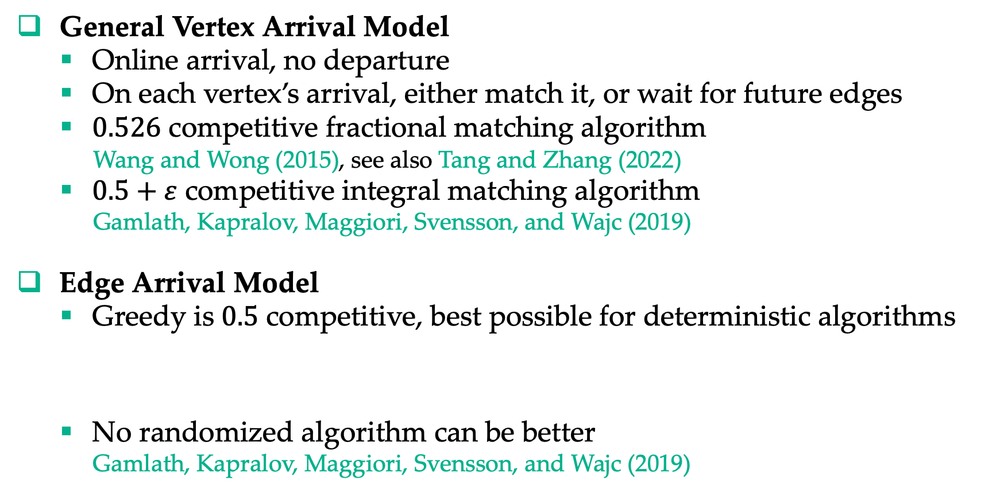 General Vertex Arrival Model
Online arrival, no departure
On each vertex’s arrival, either match it, or wait for future edges
0.526 competitive fractional matching algorithm
Wang and Wong (2015), see also Tang and Zhang (2022)
0.5 + ε competitive integral matching algorithm
Gamlath, Kapralov, Maggiori, Svensson, and Wajc (2019)
Edge Arrival Model
Greedy is 0.5 competitive, best possible for deterministic algorithms
No randomized algorithm can be better
Gamlath, Kapralov, Maggiori, Svensson, and Wajc (2019)